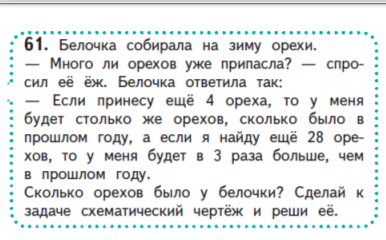 61. Белочка собирала на зиму орехи.
— Много ли орехов уже припасла? — спро-
сил её ёж. Белочка ответила так:
— Если принесу ещё 4 ореха, то у меня
будет столько же орехов, сколько было в
прошлом году, а если я найду ещё 28 оре-
хов, то у меня будет в 3 раза больше, чем
в прошлом году.
Сколько орехов было у белочки? Сделай к
задаче схематический чертёж и реши её.